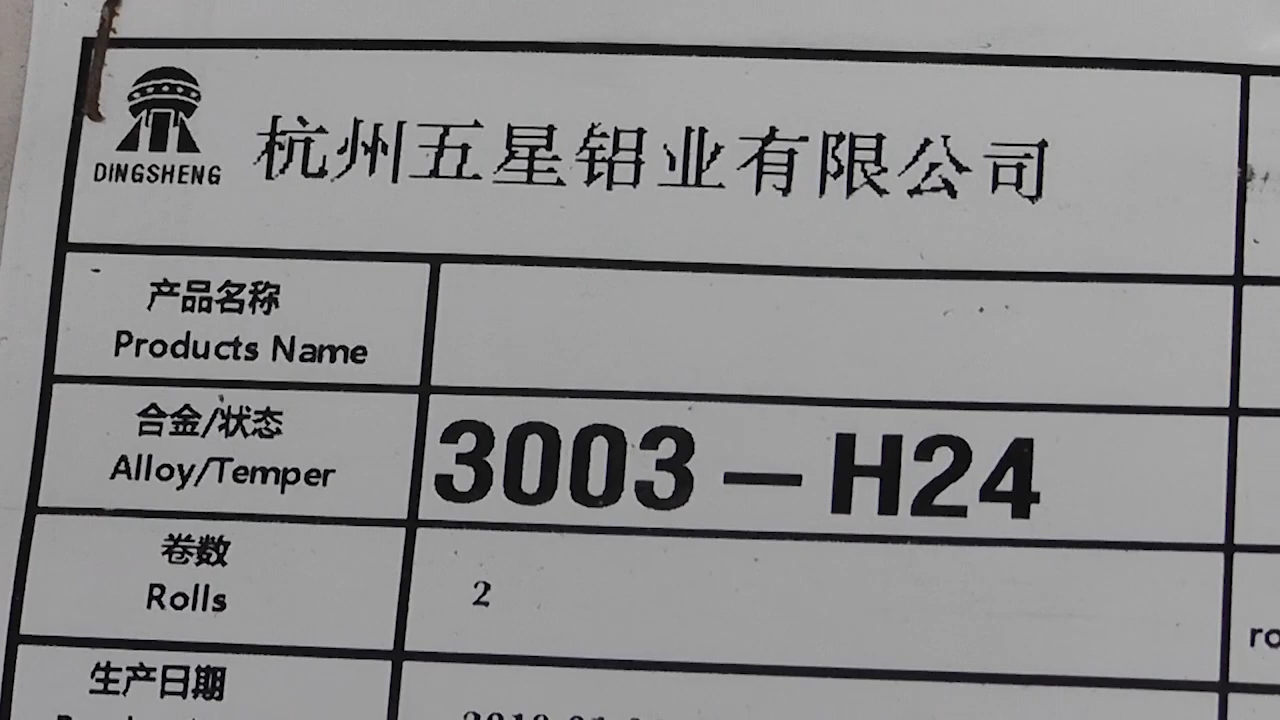 DINGSHENG
杭州五星铝业有限公司
产品名称
Products Name
合金/状态
Alloy/Temper
3003-H24
卷数
Rolls
2
生产日期